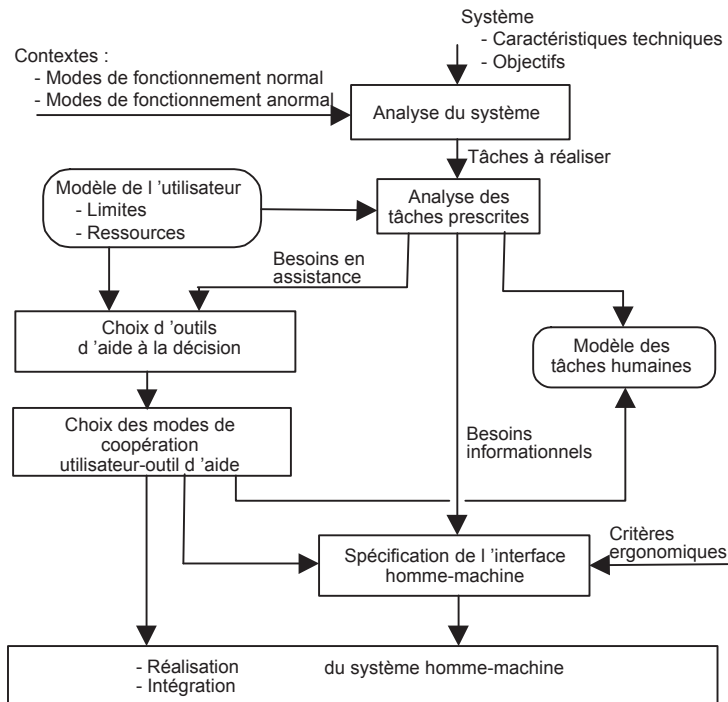 Système
- Caractéristiques techniques
- Objectifs
Contextes :
- Modes de fonctionnement normal
- Modes de fonctionnement anormal
Analyse du système
Tâches à réaliser
Modèle de l 'utilisateur
- Limites
- Ressources
Analyse des
tâches prescrites
Besoins en
assistance
Choix d 'outils
d 'aide à la décision
Modèle des
tâches humaines
Choix des modes de
coopération
utilisateur-outil d 'aide
Besoins
informationnels
Spécification de l 'interface
homme-machine
Critères
ergonomiques
- Réalisation
- Intégration
du système homme-machine